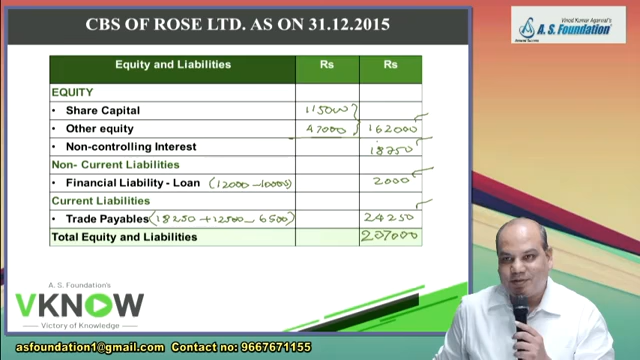 CBS OF ROSE LTD. AS ON 31.12.2015
Vinod Kumar Agarwal's
A. S. Foundation
Equity and Liabilities Rs Rs
EQUITY
• Share Capital 115000
• Other equity 47000 162000
• Non-controlling Interest 18750
Non- Current Liabilities
• Financial Liability - Loan (12000 - 10000) 2000
Current Liabilities
• Trade Payables (18250 + 12500 - 6500) 24250
Total Equity and Liabilities 207000
A. S. Foundation's
VKNOW
- Victory of Knowledge -
asfoundation1@gmail.com Contact no: 9667671155